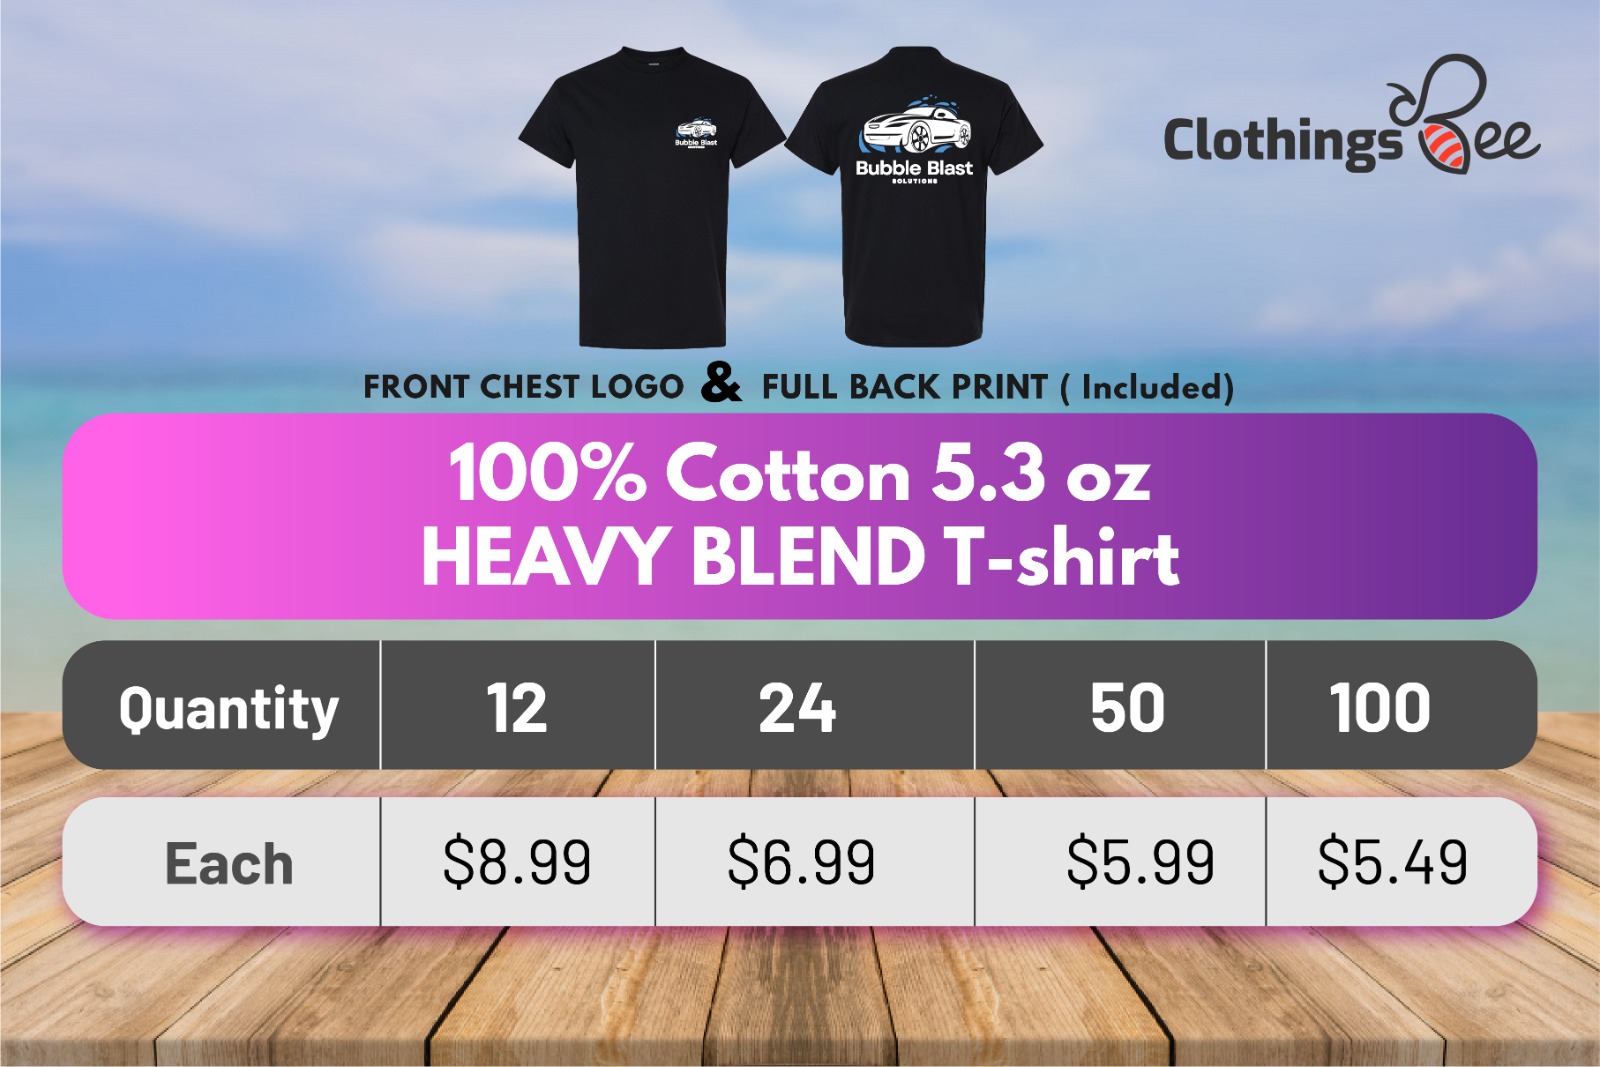 Bubble Blast
SOLUTIONS
Bubble Blast
SOLUTIONS
Clothings Bee
FRONT CHEST LOGO & FULL BACK PRINT ( Included)
100% Cotton 5.3 oz
HEAVY BLEND T-shirt
Quantity 12 24 50 100
Each $8.99 $6.99 $5.99 $5.49